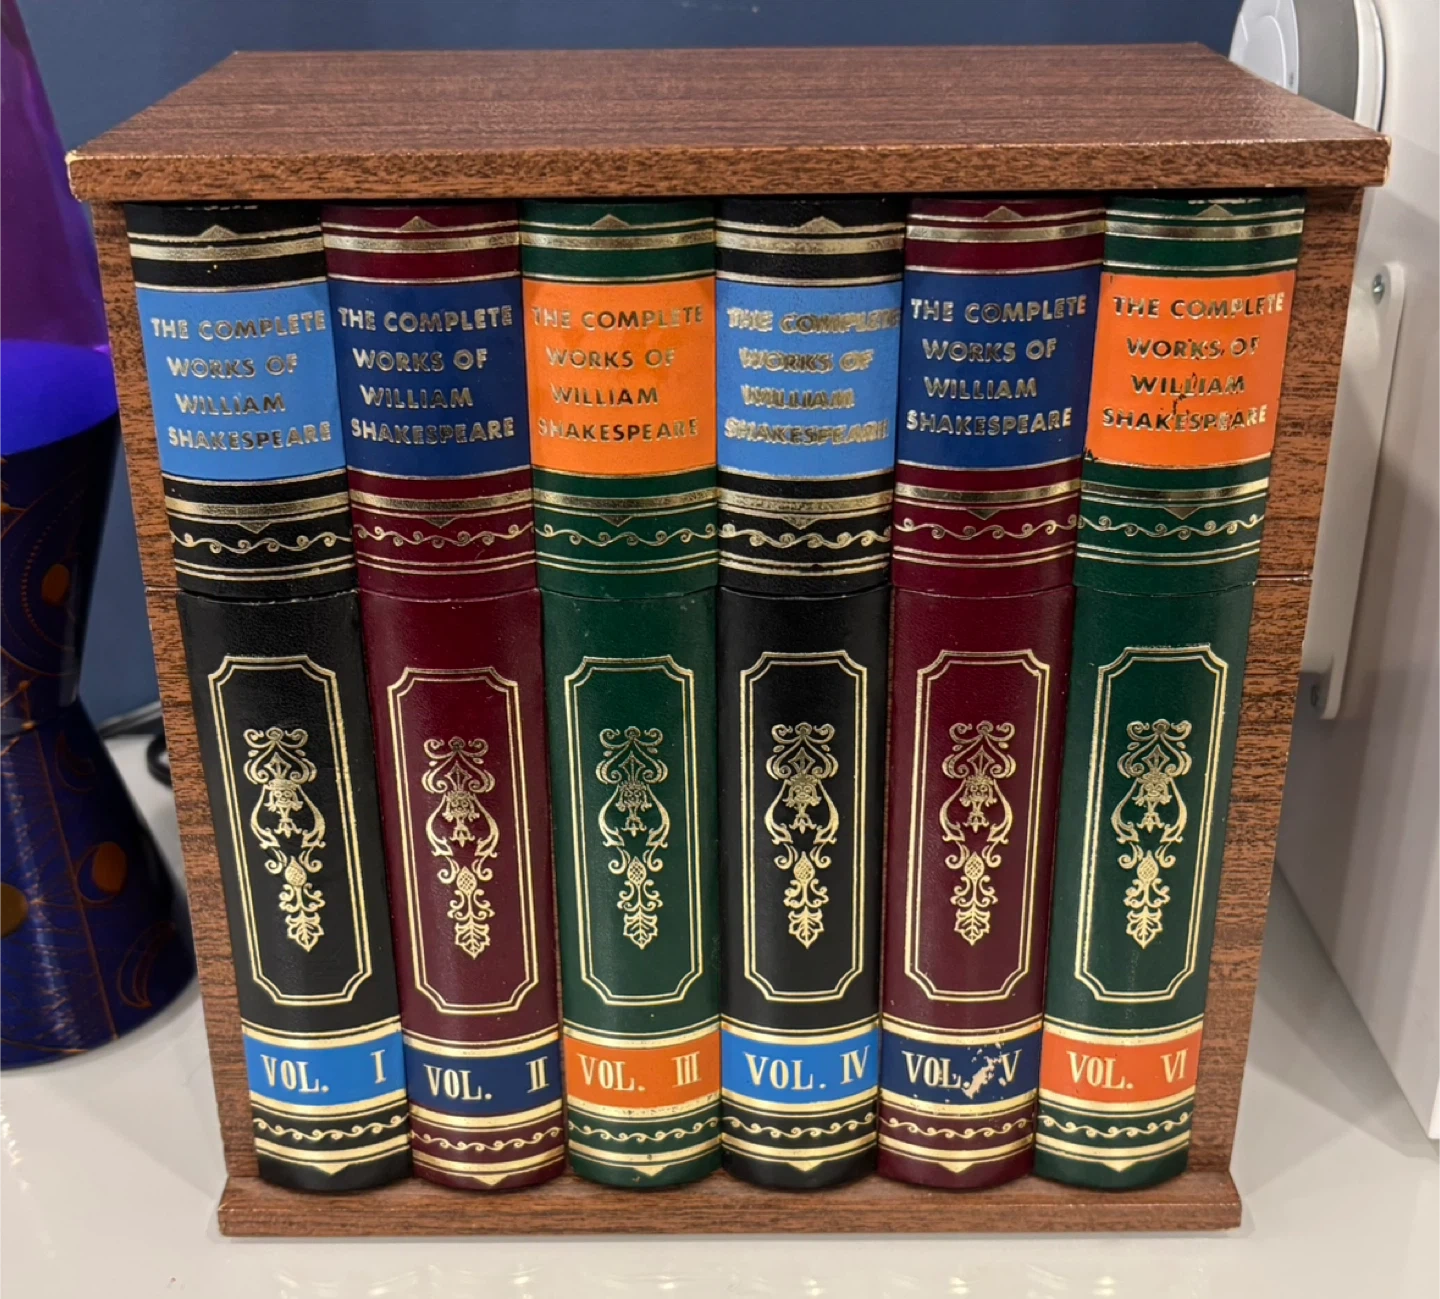 THE COMPLETE
WORKS OF
WILLIAM
SHAKESPEARE
VOL. I
THE COMPLETE
WORKS OF
WILLIAM
SHAKESPEARE
VOL. II
THE COMPLETE
WORKS OF
WILLIAM
SHAKESPEARE
VOL. III
THE COMPLETE
WORKS OF
WILLIAM
SHAKESPEARE
VOL. IV
THE COMPLETE
WORKS OF
WILLIAM
SHAKESPEARE
VOL. V
THE COMPLETE
WORKS OF
WILLIAM
SHAKESPEARE
VOL. VI